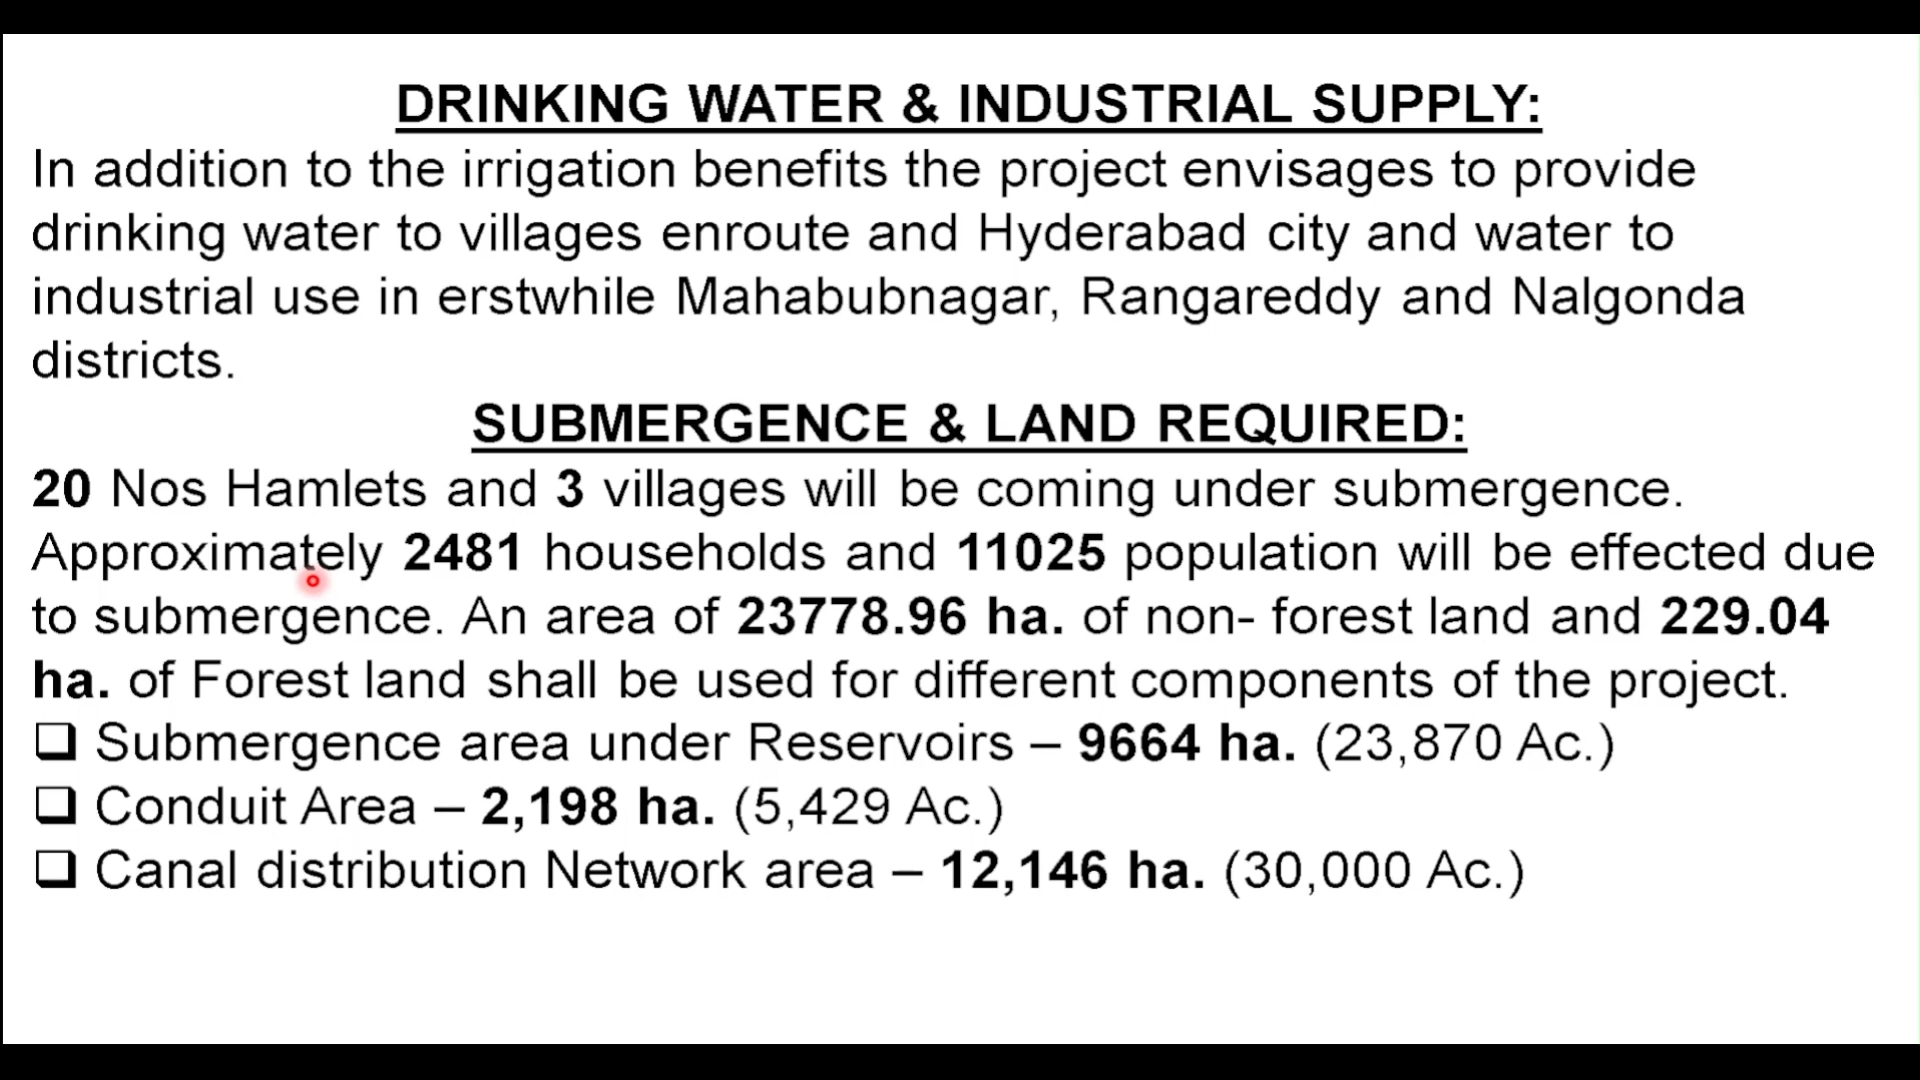 DRINKING WATER & INDUSTRIAL SUPPLY:
In addition to the irrigation benefits the project envisages to provide
drinking water to villages enroute and Hyderabad city and water to
industrial use in erstwhile Mahabubnagar, Rangareddy and Nalgonda
districts.
SUBMERGENCE & LAND REQUIRED:
20 Nos Hamlets and 3 villages will be coming under submergence.
Approximately 2481 households and 11025 population will be effected due
to submergence. An area of 23778.96 ha. of non- forest land and 229.04
ha. of Forest land shall be used for different components of the project.
❑ Submergence area under Reservoirs – 9664 ha. (23,870 Ac.)
❑ Conduit Area – 2,198 ha. (5,429 Ac.)
❑ Canal distribution Network area – 12,146 ha. (30,000 Ac.)